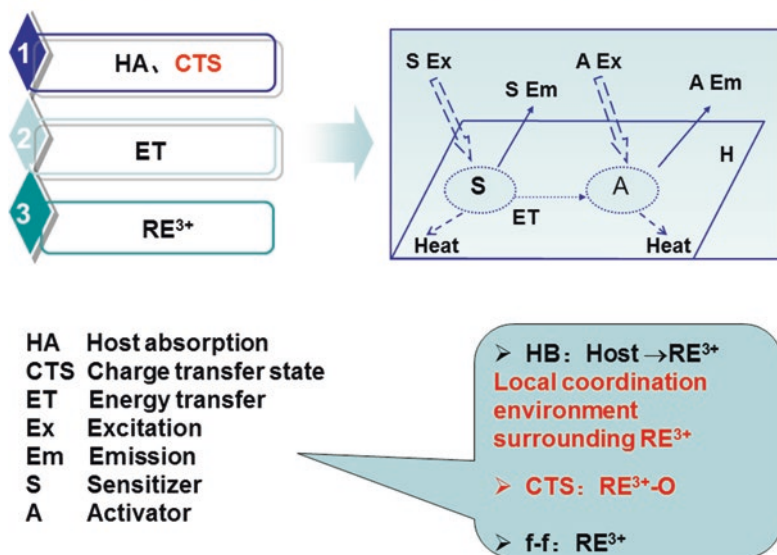 1 HA、CTS
2 ET
3 RE³⁺
S Ex
A Ex
S Em
A Em
H
S
A
ET
Heat
Heat
HA Host absorption
CTS Charge transfer state
ET Energy transfer
Ex Excitation
Em Emission
S Sensitizer
A Activator
➢ HB： Host →RE³⁺
Local coordination
environment
surrounding RE³⁺
➢ CTS： RE³⁺-O
➢ f-f： RE³⁺